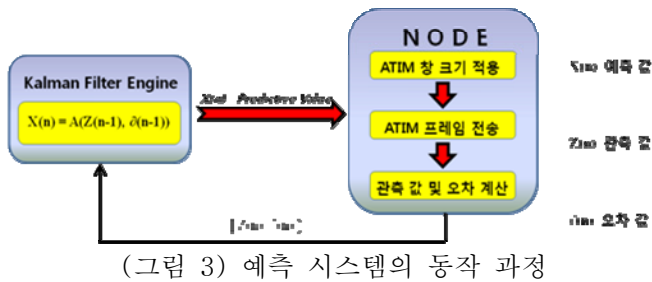 Kalman Filter Engine
X(n) = A(Z(n-1), ∂(n-1))
Predictive Value
NODE
ATIM 창 크기 적용
ATIM 프레임 전송
관측 값 및 오차 계산
예측 값
관측 값
오차 값
(그림 3) 예측 시스템의 동작 과정